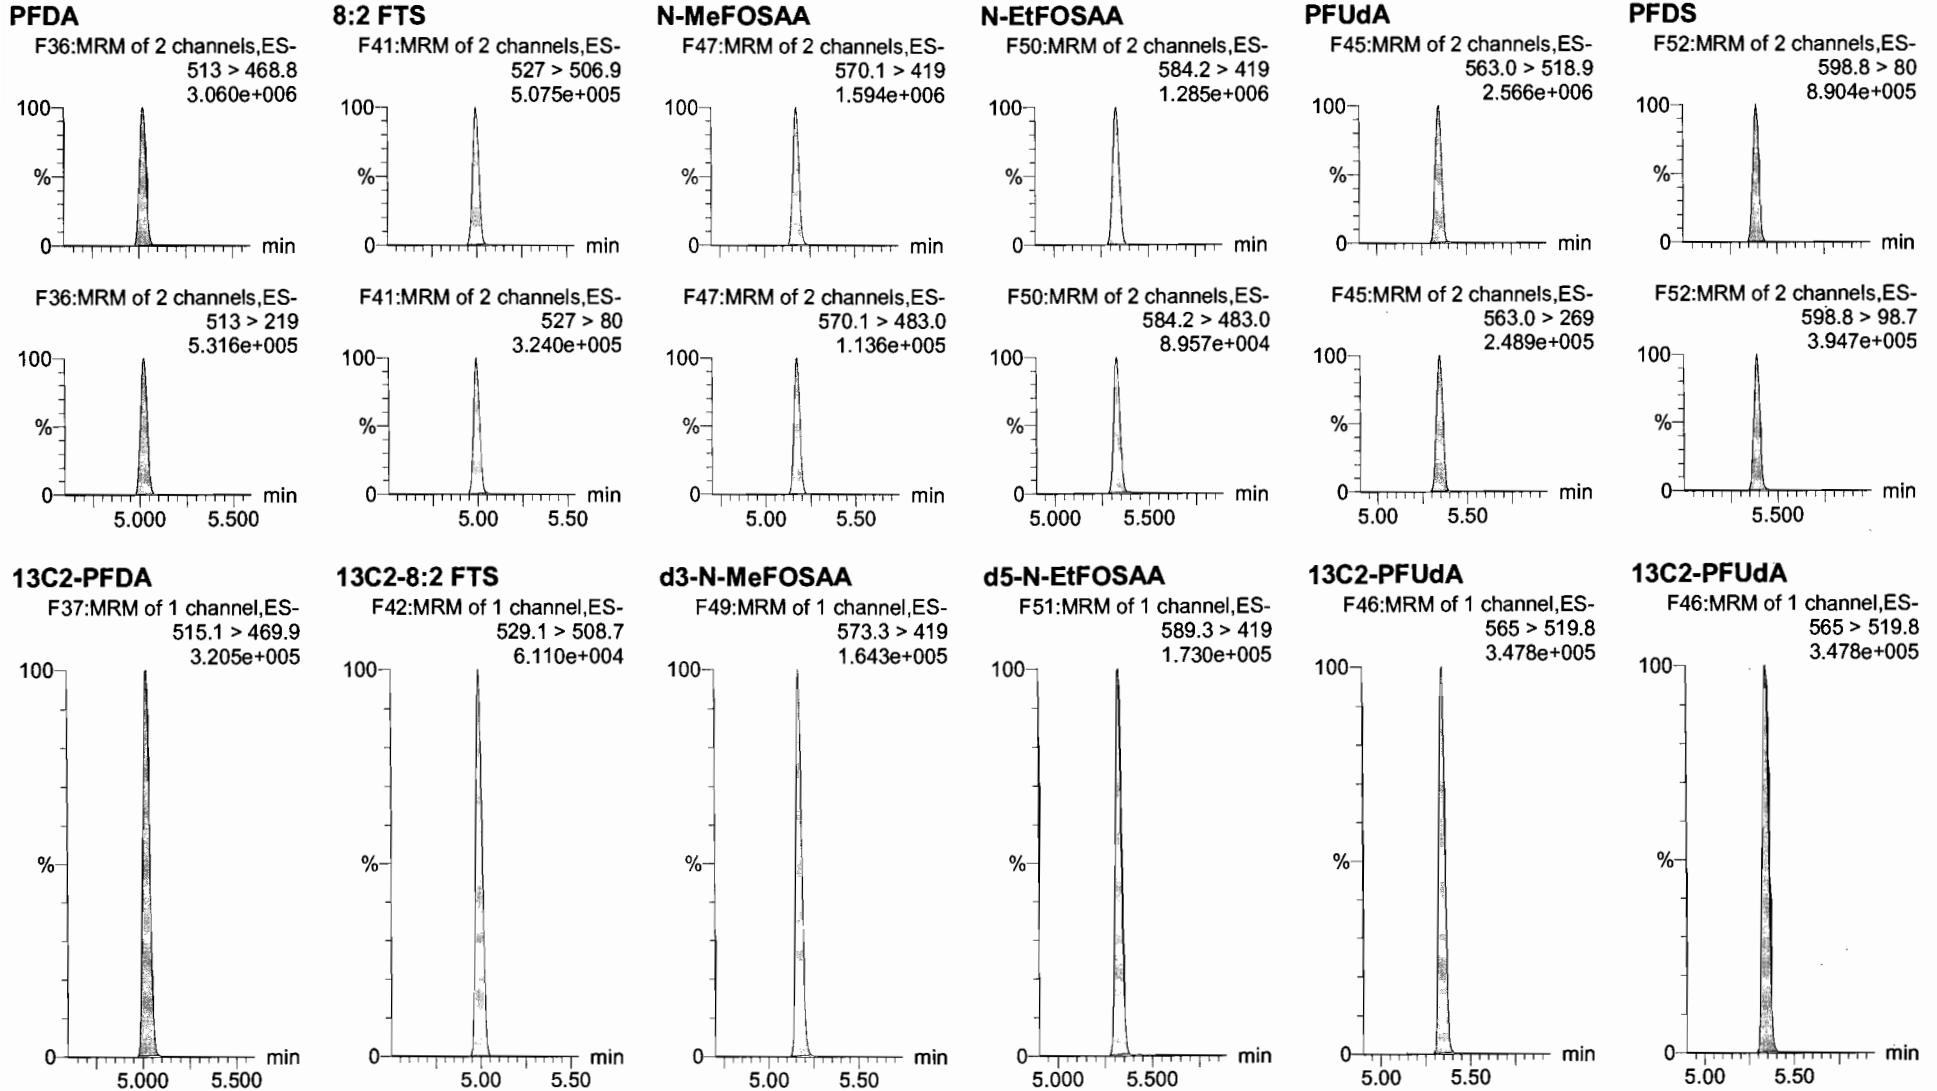 PFDA
F36:MRM of 2 channels,ES-
513 > 468.8
3.060e+006
100
%
0
min
F36:MRM of 2 channels,ES-
513 > 219
5.316e+005
100
%
0
min
5.000 5.500
8:2 FTS
F41:MRM of 2 channels,ES-
527 > 506.9
5.075e+005
100
%
0
min
F41:MRM of 2 channels,ES-
527 > 80
3.240e+005
100
%
0
min
5.00 5.50
N-MeFOSAA
F47:MRM of 2 channels,ES-
570.1 > 419
1.594e+006
100
%
0
min
F47:MRM of 2 channels,ES-
570.1 > 483.0
1.136e+005
100
%
0
min
5.00 5.50
N-EtFOSAA
F50:MRM of 2 channels,ES-
584.2 > 419
1.285e+006
100
%
0
min
F50:MRM of 2 channels,ES-
584.2 > 483.0
8.957e+004
100
%
0
min
5.000 5.500
PFUdA
F45:MRM of 2 channels,ES-
563.0 > 518.9
2.566e+006
100
%
0
min
F45:MRM of 2 channels,ES-
563.0 > 269
2.489e+005
100
%
0
min
5.00 5.50
PFDS
F52:MRM of 2 channels,ES-
598.8 > 80
8.904e+005
100
%
0
min
F52:MRM of 2 channels,ES-
598.8 > 98.7
3.947e+005
100
%
0
min
5.500
13C2-PFDA
F37:MRM of 1 channel,ES-
515.1 > 469.9
3.205e+005
100
%
0
min
5.000 5.500
13C2-8:2 FTS
F42:MRM of 1 channel,ES-
529.1 > 508.7
6.110e+004
100
%
0
min
5.00 5.50
d3-N-MeFOSAA
F49:MRM of 1 channel,ES-
573.3 > 419
1.643e+005
100
%
0
min
5.00 5.50
d5-N-EtFOSAA
F51:MRM of 1 channel,ES-
589.3 > 419
1.730e+005
100
%
0
min
5.000 5.500
13C2-PFUdA
F46:MRM of 1 channel,ES-
565 > 519.8
3.478e+005
100
%
0
min
5.00 5.50
13C2-PFUdA
F46:MRM of 1 channel,ES-
565 > 519.8
3.478e+005
100
%
0
min
5.00 5.50